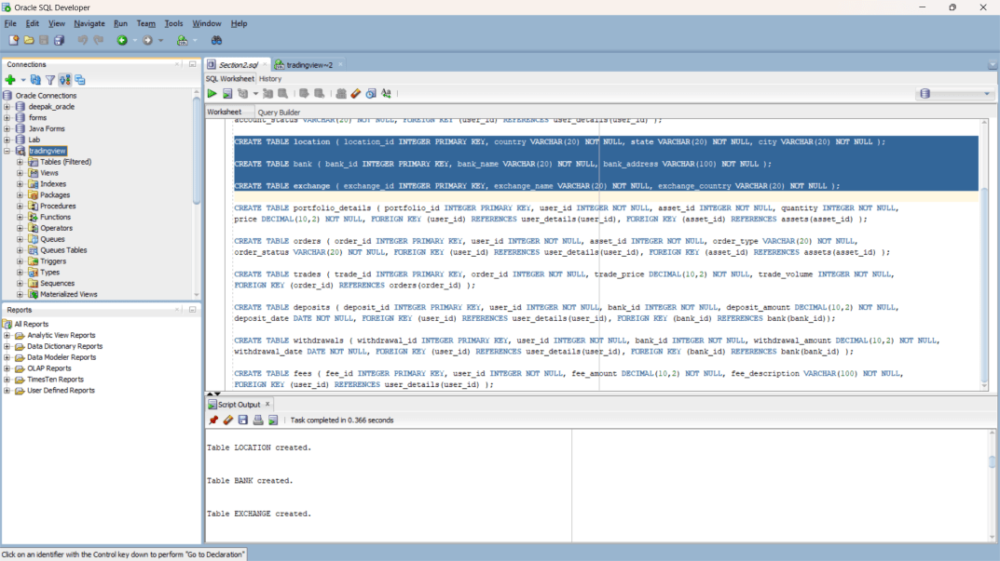 Oracle SQL Developer
File Edit View Navigate Run Team Tools Window Help
Connections
Oracle Connections
deepak_orade
forms
Java Forms
Lab
tradingview
Tables (Filtered)
Views
Indexes
Packages
Procedures
Functions
Operators
Queues
Queues Tables
Triggers
Types
Sequences
Materialized Views
Reports
All Reports
Analytic View Reports
Data Dictionary Reports
Data Modeler Reports
OLAP Reports
TimesTen Reports
User Defined Reports
Section2.sql tradingview~2
SQL Worksheet History
Worksheet Query Builder
account_status VARCHAR(20) NOT NULL, FOREIGN KEY (user_id) REFERENCES user_details(user_id) );
CREATE TABLE location ( location_id INTEGER PRIMARY KEY, country VARCHAR(20) NOT NULL, state VARCHAR(20) NOT NULL, city VARCHAR(20) NOT NULL );
CREATE TABLE bank ( bank_id INTEGER PRIMARY KEY, bank_name VARCHAR(20) NOT NULL, bank_address VARCHAR(100) NOT NULL );
CREATE TABLE exchange ( exchange_id INTEGER PRIMARY KEY, exchange_name VARCHAR(20) NOT NULL, exchange_country VARCHAR(20) NOT NULL );
CREATE TABLE portfolio_details ( portfolio_id INTEGER PRIMARY KEY, user_id INTEGER NOT NULL, asset_id INTEGER NOT NULL, quantity INTEGER NOT NULL,
price DECIMAL(10,2) NOT NULL, FOREIGN KEY (user_id) REFERENCES user_details(user_id), FOREIGN KEY (asset_id) REFERENCES assets(asset_id) );
CREATE TABLE orders ( order_id INTEGER PRIMARY KEY, user_id INTEGER NOT NULL, asset_id INTEGER NOT NULL, order_type VARCHAR(20) NOT NULL,
order_status VARCHAR(20) NOT NULL, FOREIGN KEY (user_id) REFERENCES user_details(user_id), FOREIGN KEY (asset_id) REFERENCES assets(asset_id) );
CREATE TABLE trades ( trade_id INTEGER PRIMARY KEY, order_id INTEGER NOT NULL, trade_price DECIMAL(10,2) NOT NULL, trade_volume INTEGER NOT NULL,
FOREIGN KEY (order_id) REFERENCES orders(order_id) );
CREATE TABLE deposits ( deposit_id INTEGER PRIMARY KEY, user_id INTEGER NOT NULL, bank_id INTEGER NOT NULL, deposit_amount DECIMAL(10,2) NOT NULL,
deposit_date DATE NOT NULL, FOREIGN KEY (user_id) REFERENCES user_details(user_id), FOREIGN KEY (bank_id) REFERENCES bank(bank_id));
CREATE TABLE withdrawals ( withdrawal_id INTEGER PRIMARY KEY, user_id INTEGER NOT NULL, bank_id INTEGER NOT NULL, withdrawal_amount DECIMAL(10,2) NOT NULL,
withdrawal_date DATE NOT NULL, FOREIGN KEY (user_id) REFERENCES user_details(user_id), FOREIGN KEY (bank_id) REFERENCES bank(bank_id) );
CREATE TABLE fees ( fee_id INTEGER PRIMARY KEY, user_id INTEGER NOT NULL, fee_amount DECIMAL(10,2) NOT NULL, fee_description VARCHAR(100) NOT NULL,
FOREIGN KEY (user_id) REFERENCES user_details(user_id) );
Script Output
Task completed in 0.366 seconds
Table LOCATION created.
Table BANK created.
Table EXCHANGE created.
Click on an identifier with the Control key down to perform "Go to Declaration"